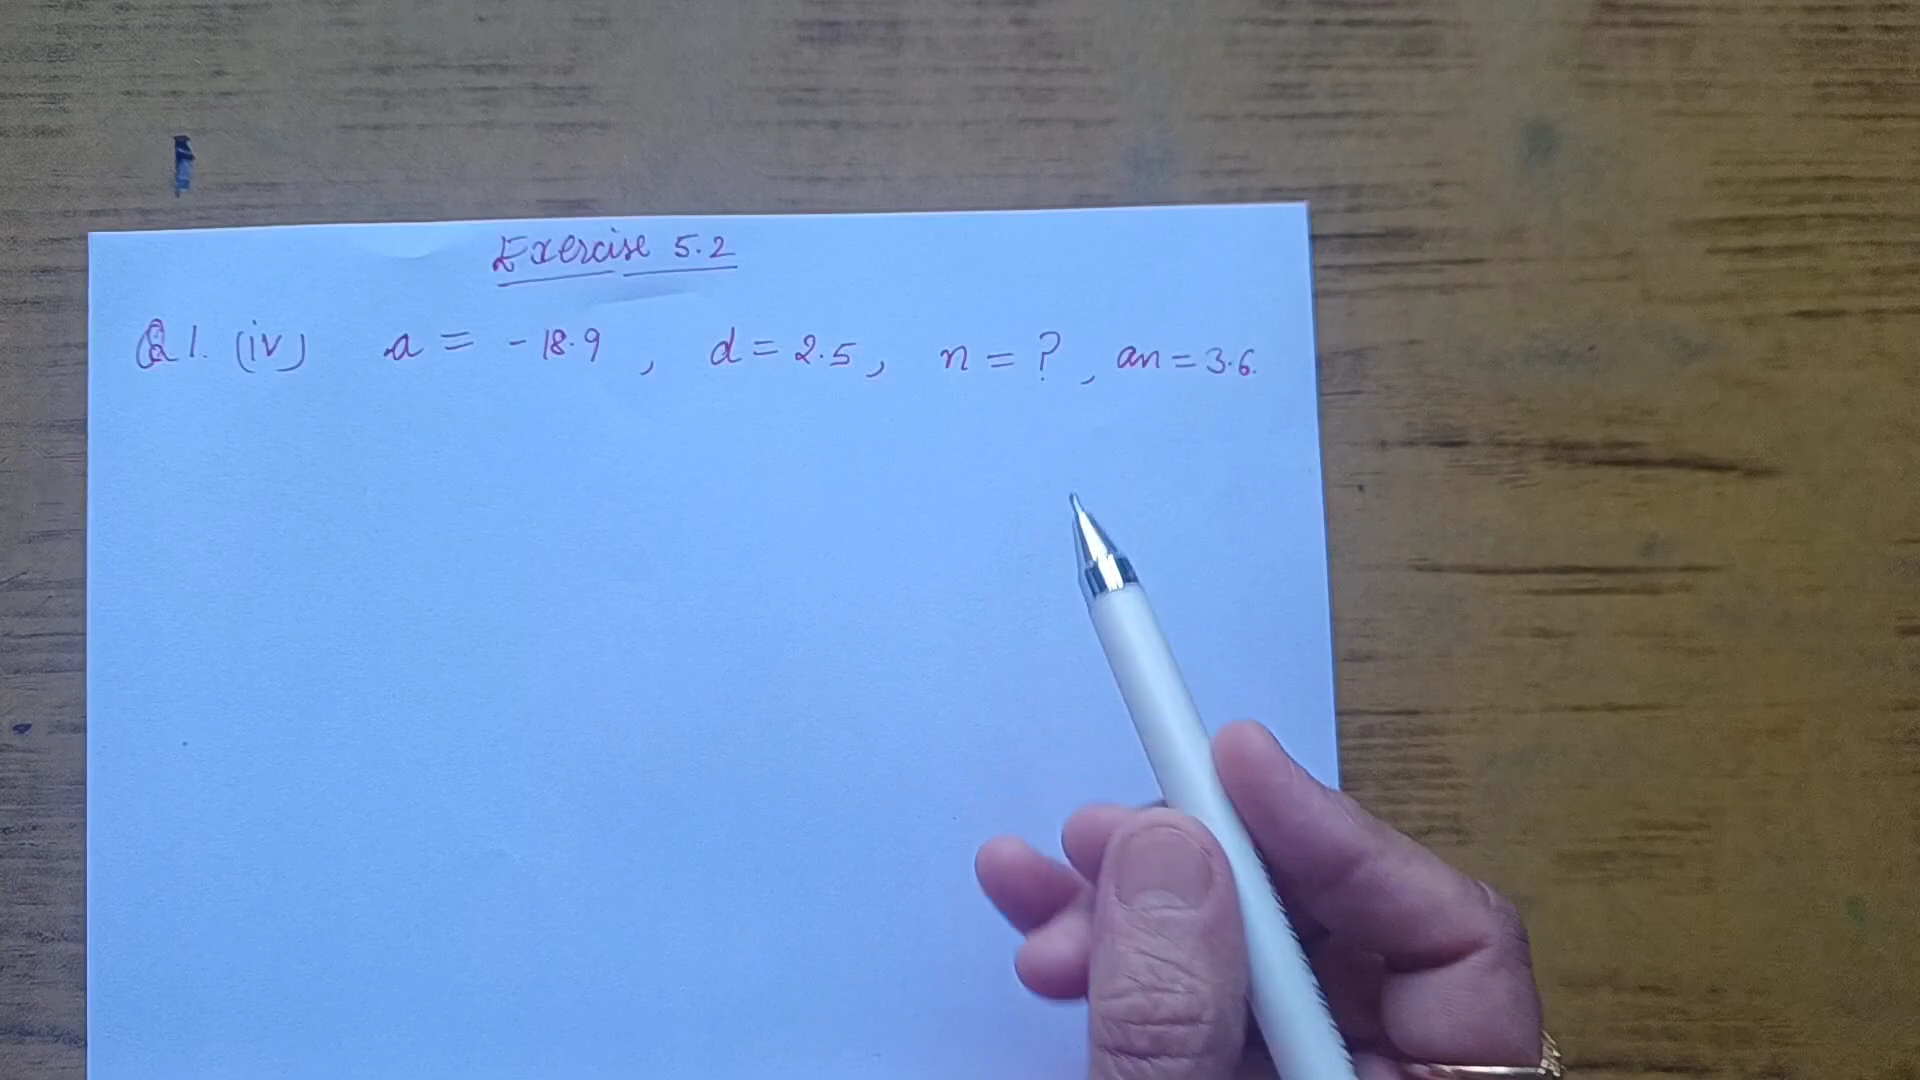 Exercise 5.2
Q1. (iv) a = -18.9 , d = 2.5 , n = ? , an = 3.6.